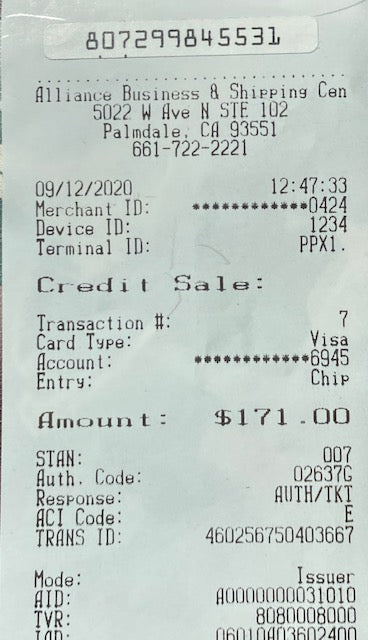 807299845531
Alliance Business & Shipping Cen
5022 W Ave N STE 102
Palmdale, CA 93551
661-722-2221
09/12/2020 12:47:33
Merchant ID: ************0424
Device ID: 1234
Terminal ID: PPX1.
Credit Sale:
Transaction #: 7
Card Type: Visa
Account: ************6945
Entry: Chip
Amount: $171.00
STAN: 007
Auth. Code: 02637G
Response: AUTH/TKT
ACI Code: E
TRANS ID: 460256750403667
Mode: Issuer
AID: A0000000031010
TVR: 8080008000
IAD: 06010A03602400